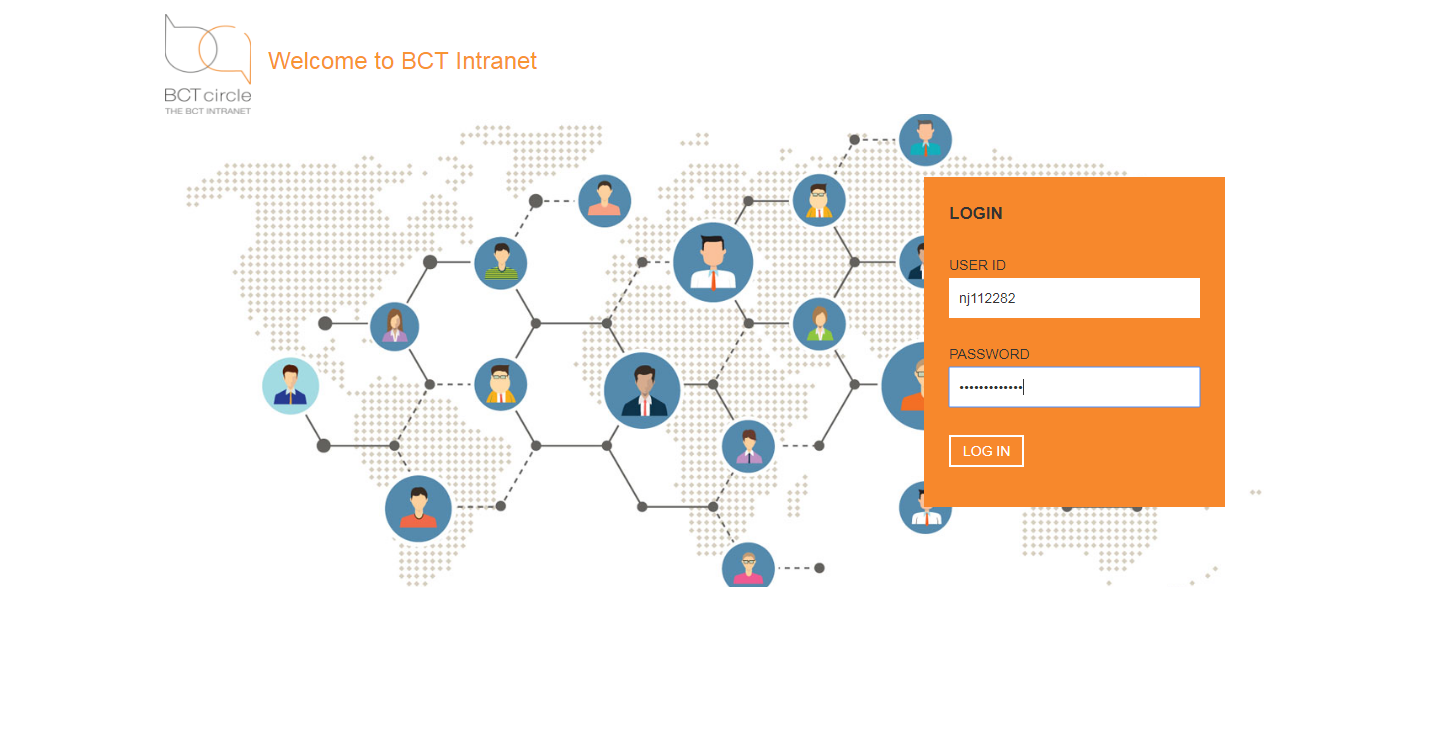 Welcome to BCT Intranet
BCT circle
THE BCT INTRANET
LOGIN
USER ID
nj112282
PASSWORD
•••••••••••••
LOG IN